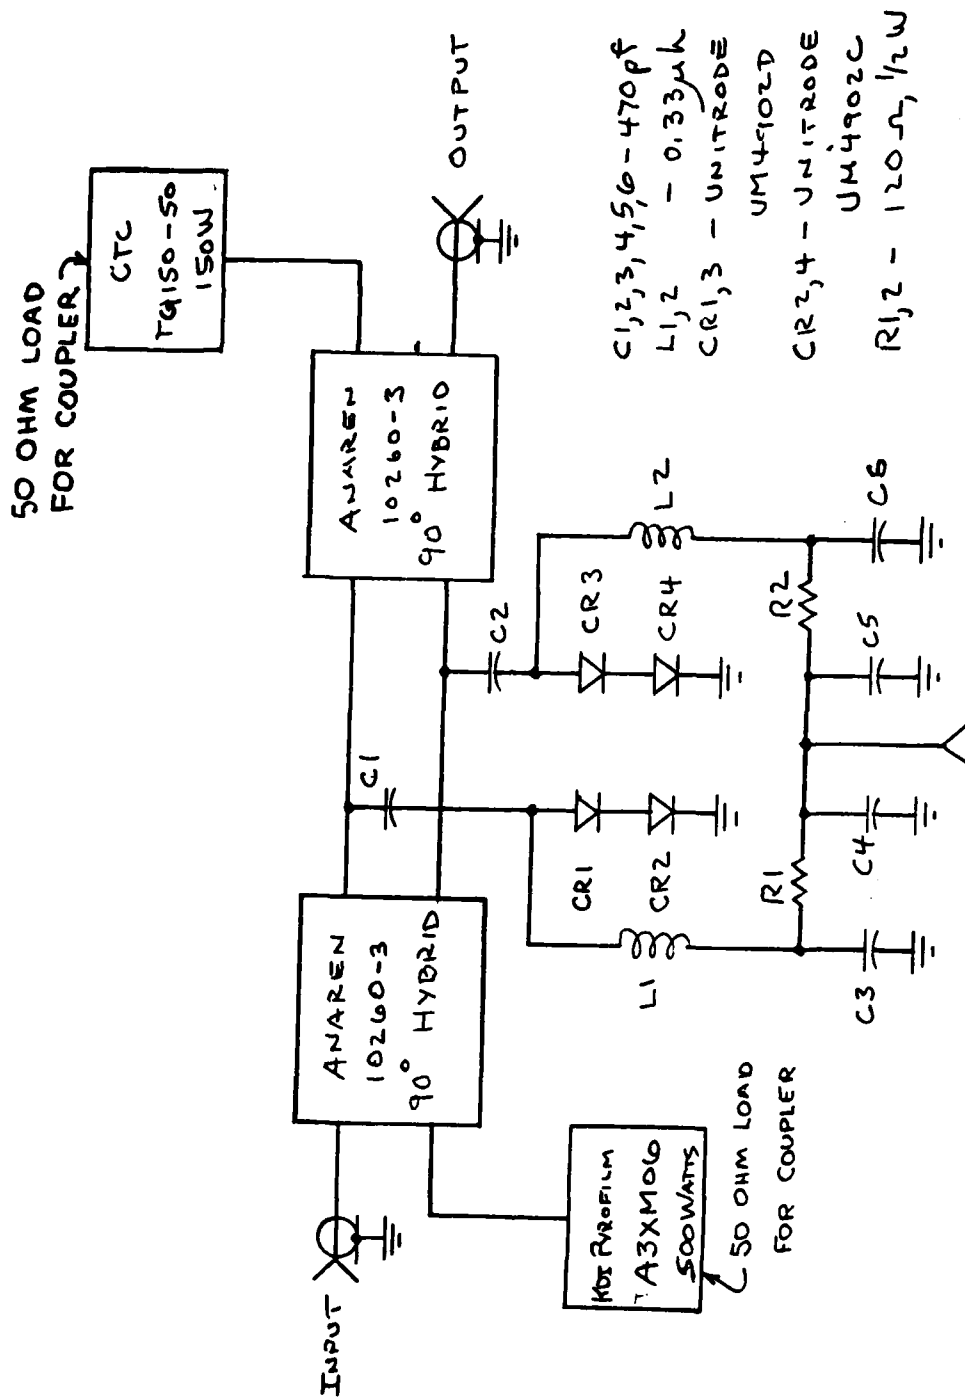 50 OHM LOAD
FOR COUPLER
CTC
TG150-50
150W
INPUT
ANAREN
10260-3
90° HYBRID
ANAREN
10260-3
90° HYBRID
OUTPUT
KDI PYROFILM
A3XM06
500WATTS
50 OHM LOAD
FOR COUPLER
C1
C2
CR1
CR2
CR3
CR4
L1
L2
R1
R2
C3
C4
C5
C6
C1,2,3,4,5,6 - 470pf
L1,2 - 0.33μh
CR1,3 - UNITRODE
UM4902D
CR2,4 - UNITRODE
UM4902C
R1,2 - 120Ω, 1/2W